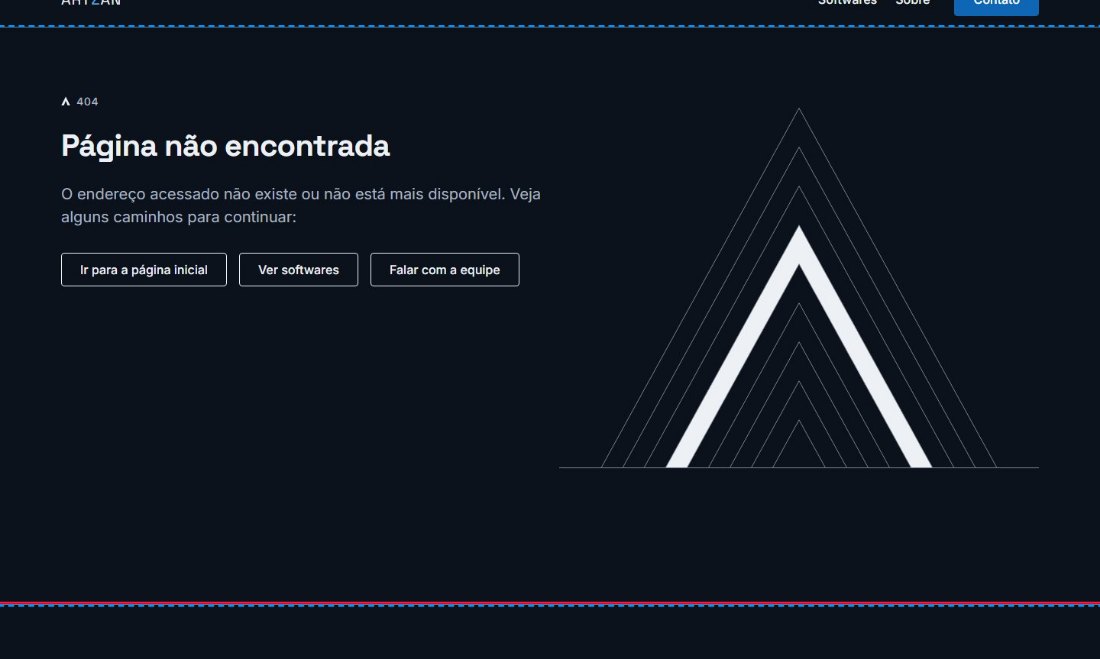 ARTZAN
Softwares Sobre Contato
404
Página não encontrada
O endereço acessado não existe ou não está mais disponível. Veja
alguns caminhos para continuar:
Ir para a página inicial Ver softwares Falar com a equipe